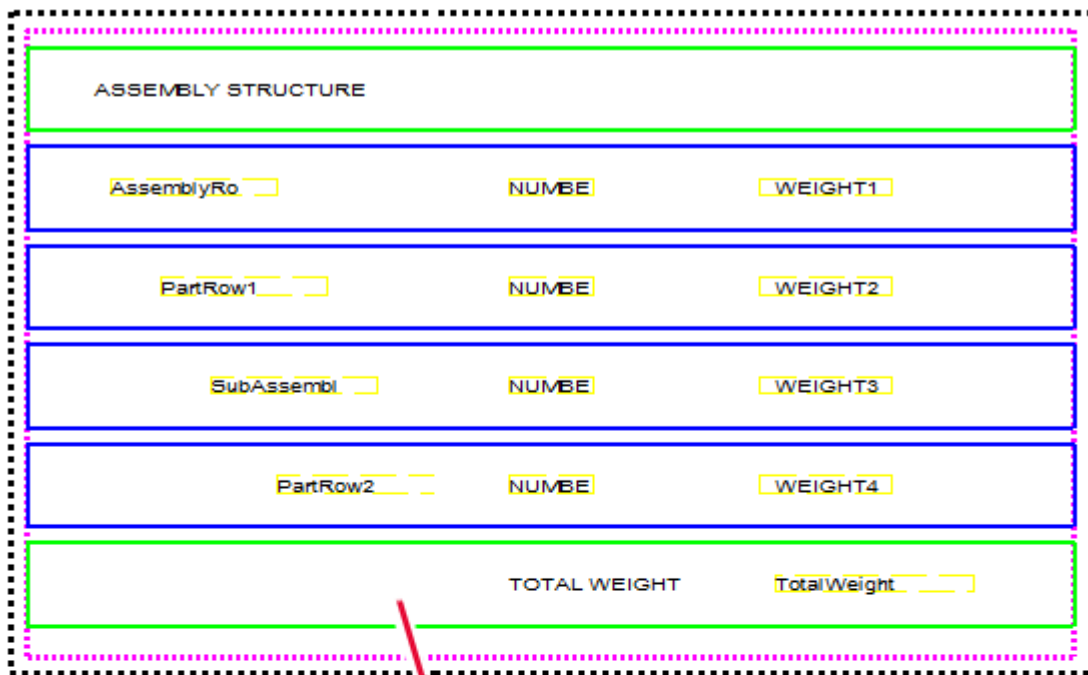 ASSEMBLY STRUCTURE
AssemblyRo NUMBE WEIGHT1
PartRow1 NUMBE WEIGHT2
SubAssembl NUMBE WEIGHT3
PartRow2 NUMBE WEIGHT4
TOTAL WEIGHT TotalWeight